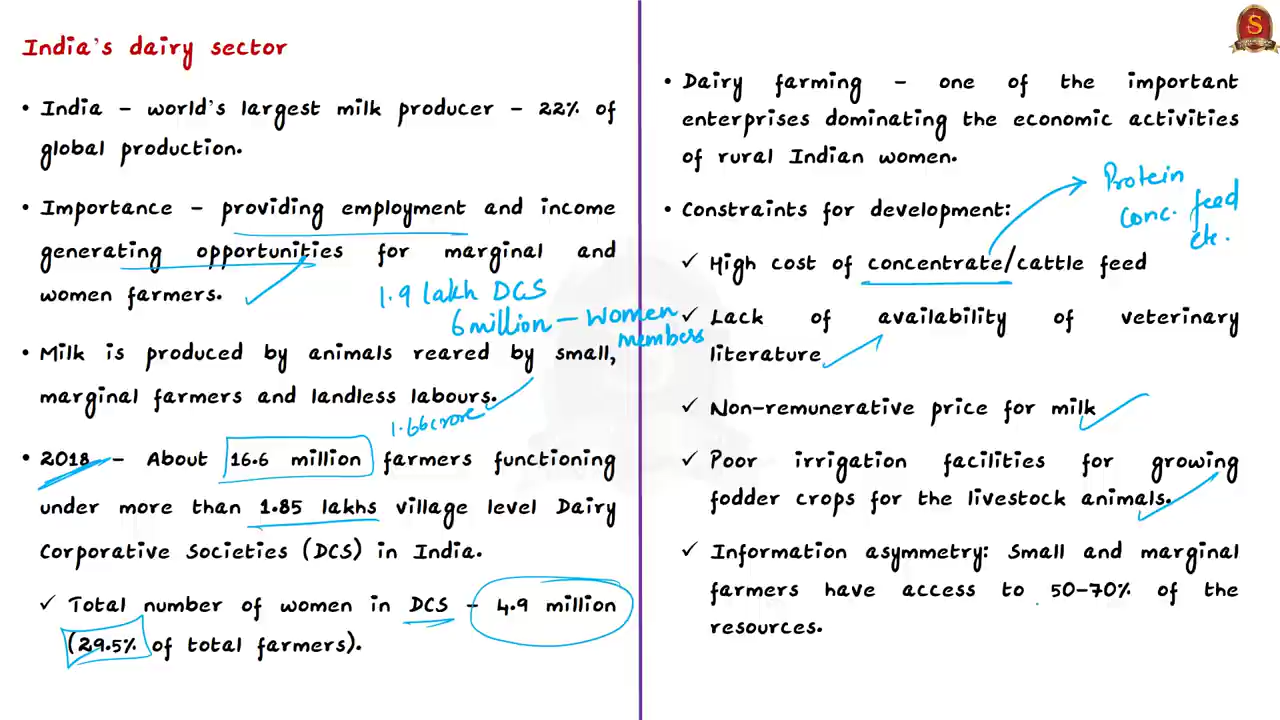 India's dairy sector
• India – world's largest milk producer – 22% of
global production.
• Importance – providing employment and income
generating opportunities for marginal and
women farmers.
1.9 lakh DCS
6 million – Women
members
• Milk is produced by animals reared by small,
marginal farmers and landless labours.
1.66 crore
• 2018 – About 16.6 million farmers functioning
under more than 1.85 lakhs village level Dairy
Corporative Societies (DCS) in India.
✓ Total number of women in DCS – 4.9 million
(29.5% of total farmers).
• Dairy farming – one of the important
enterprises dominating the economic activities
of rural Indian women.
Protein
conc. feed
etc.
• Constraints for development:
✓ High cost of concentrate/cattle feed
✓ Lack of availability of veterinary
literature
✓ Non-remunerative price for milk
✓ Poor irrigation facilities for growing
fodder crops for the livestock animals.
✓ Information asymmetry: Small and marginal
farmers have access to 50-70% of the
resources.
S